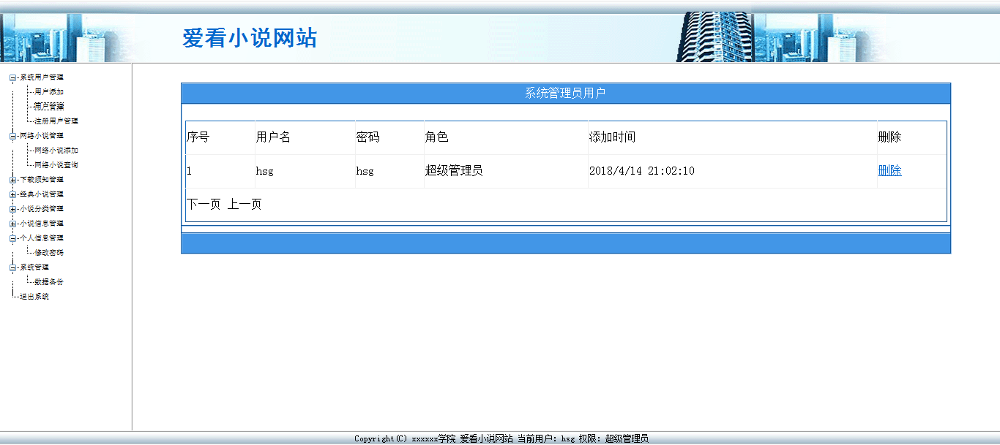 爱看小说网站
系统用户管理
用户添加
用户管理
注册用户管理
网络小说管理
网络小说添加
网络小说查询
下载须知管理
经典小说管理
小说分类管理
小说信息管理
个人信息管理
修改密码
系统管理
数据备份
退出系统
系统管理员用户
序号 用户名 密码 角色 添加时间 删除
1 hsg hsg 超级管理员 2018/4/14 21:02:10 删除
下一页 上一页
Copyright(C) xxxxxx学院 爱看小说网站 当前用户: hsg 权限: 超级管理员